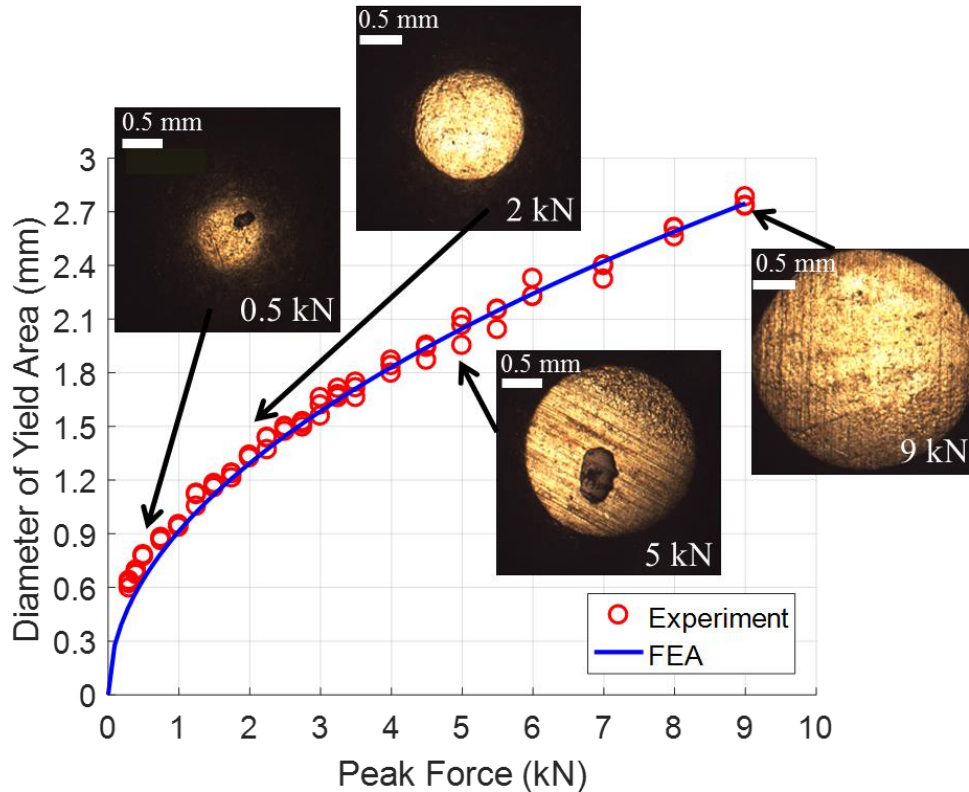 0.5 mm
2 kN
0.5 mm
0.5 kN
0.5 mm
9 kN
0.5 mm
5 kN
Diameter of Yield Area (mm)
3
2.7
2.4
2.1
1.8
1.5
1.2
0.9
0.6
0.3
0
Experiment
FEA
0 1 2 3 4 5 6 7 8 9 10
Peak Force (kN)